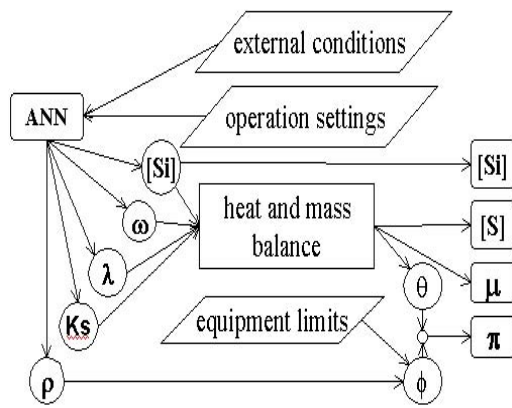 external conditions
ANN
operation settings
[Si]
[Si]
ω
heat and mass
balance
[S]
λ
θ
μ
Ks
equipment limits
π
ρ
ϕ